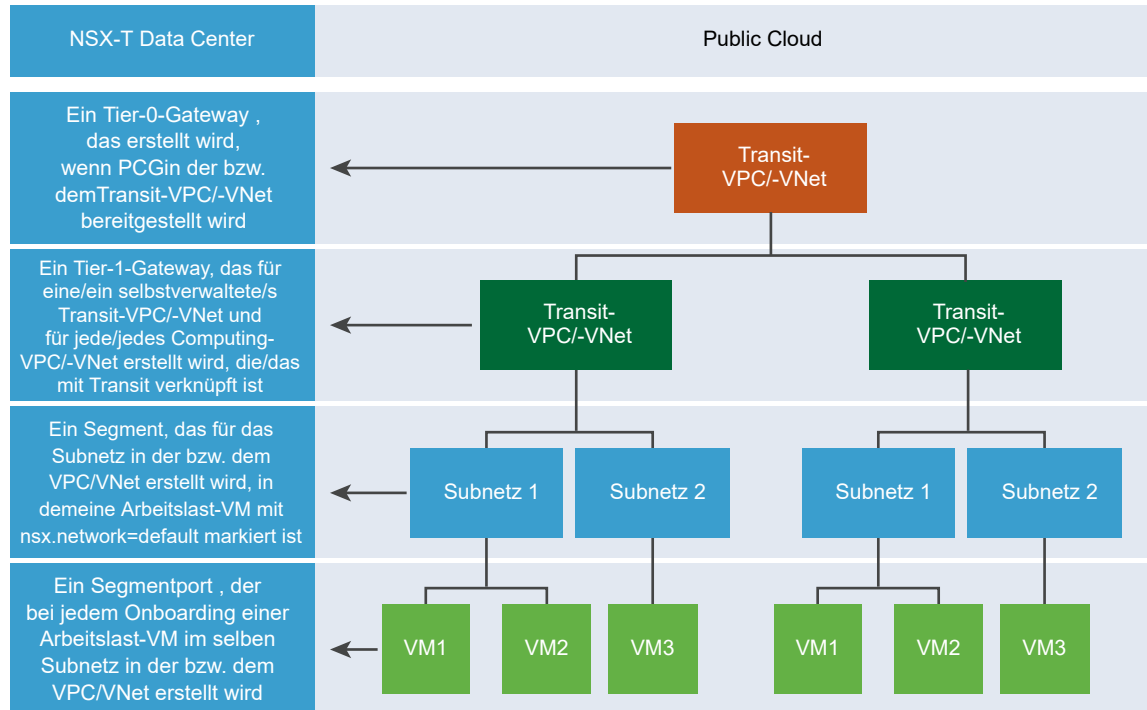 NSX-T Data Center
Public Cloud
Ein Tier-0-Gateway ,
das erstellt wird,
wenn PCGin der bzw.
demTransit-VPC/-VNet
bereitgestellt wird
Transit-
VPC/-VNet
Ein Tier-1-Gateway, das für
eine/ein selbstverwaltete/s
Transit-VPC/-VNet und
für jede/jedes Computing-
VPC/-VNet erstellt wird, die/das
mit Transit verknüpft ist
Transit-
VPC/-VNet
Transit-
VPC/-VNet
Ein Segment, das für das
Subnetz in der bzw. dem
VPC/VNet erstellt wird, in
demeine Arbeitslast-VM mit
nsx.network=default markiert ist
Subnetz 1
Subnetz 2
Subnetz 1
Subnetz 2
Ein Segmentport , der
bei jedem Onboarding einer
Arbeitslast-VM im selben
Subnetz in der bzw. dem
VPC/VNet erstellt wird
VM1
VM2
VM3
VM1
VM2
VM3